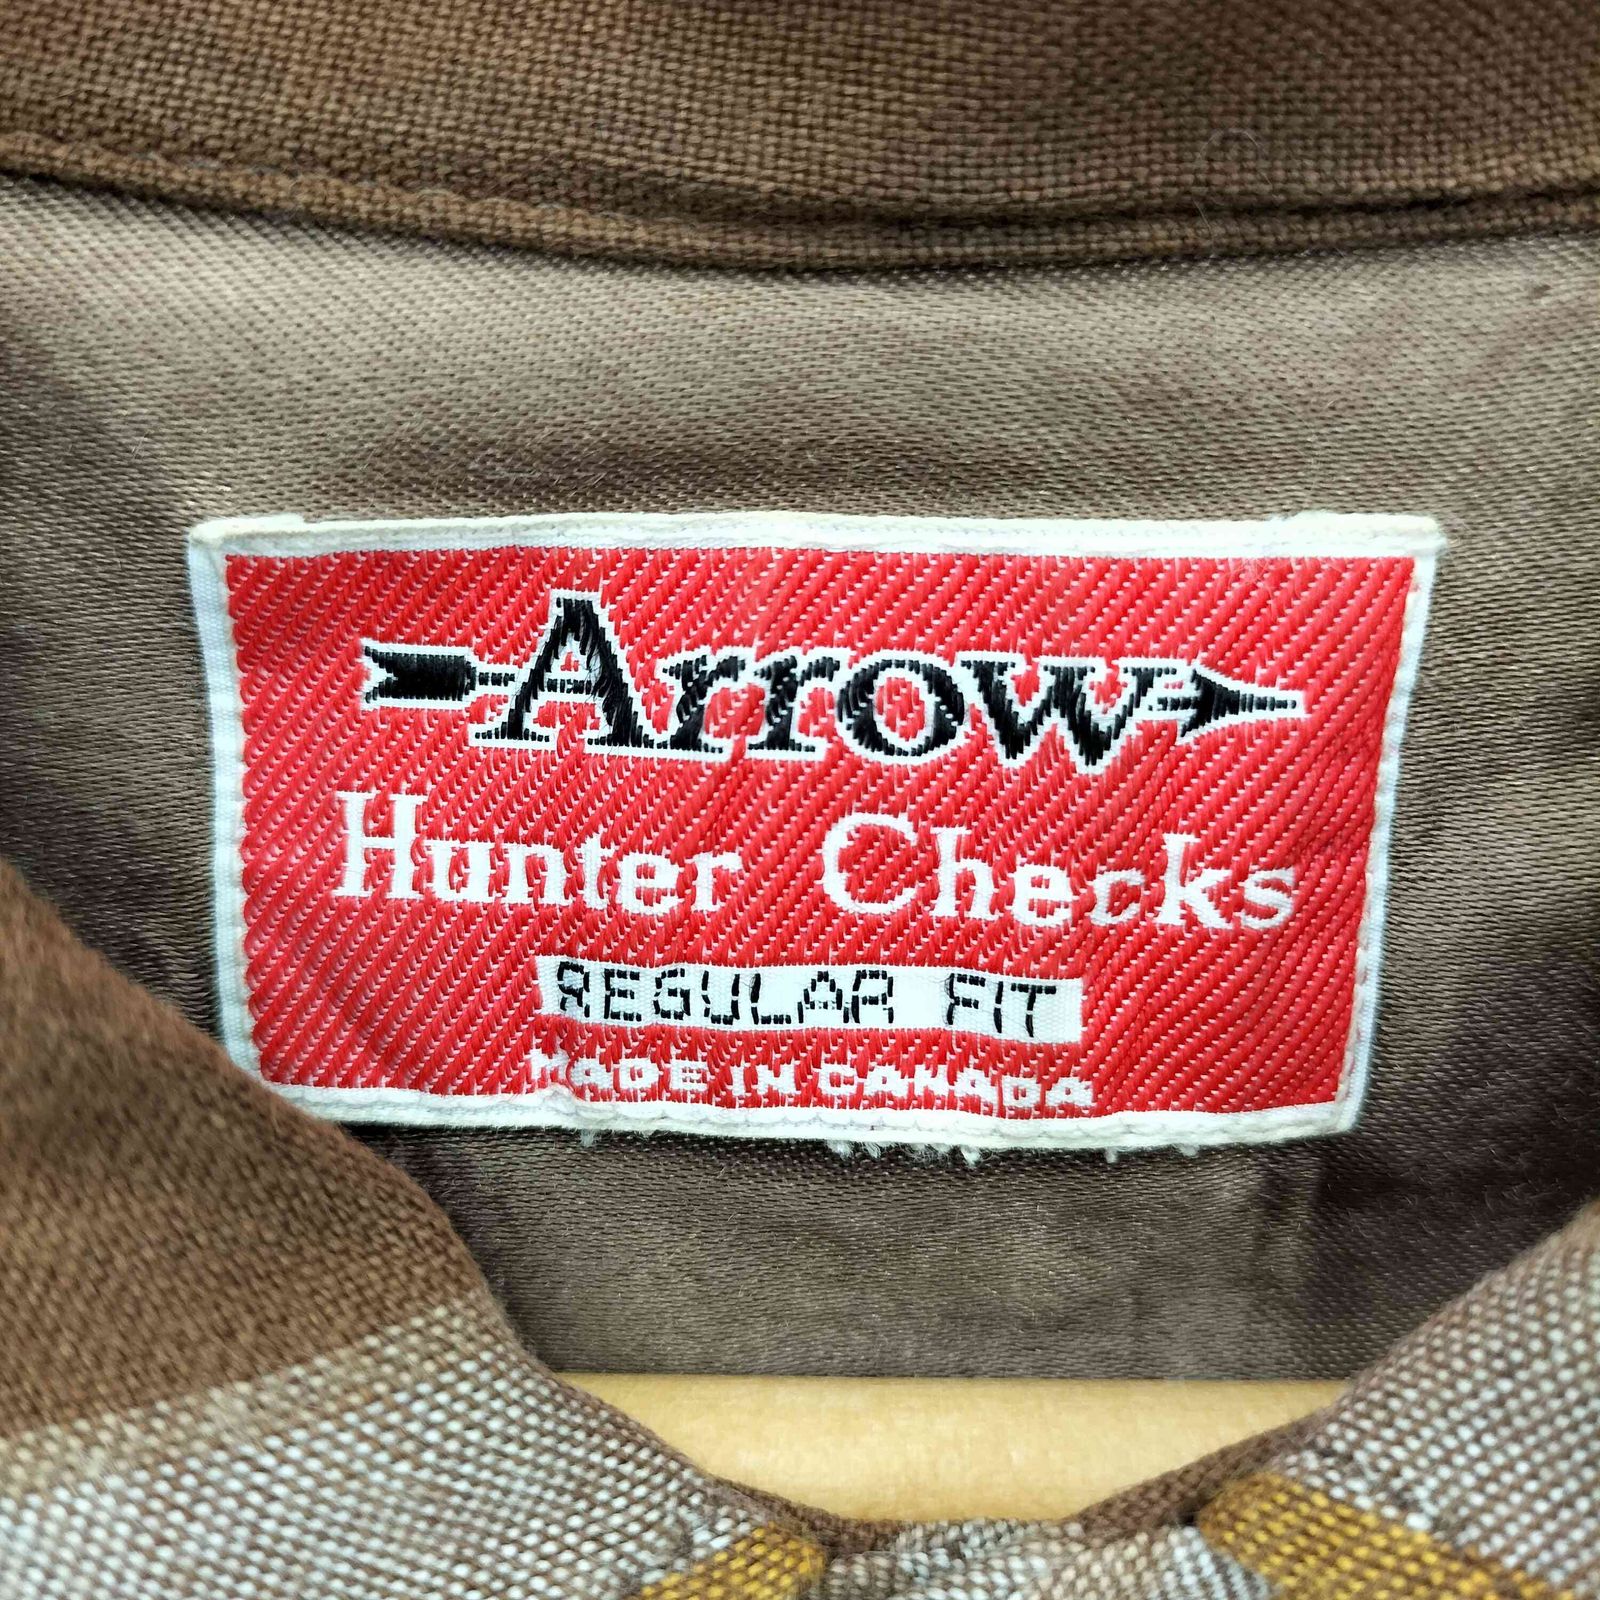 Arrow
Hunter Checks
REGULAR FIT
MADE IN CANADA